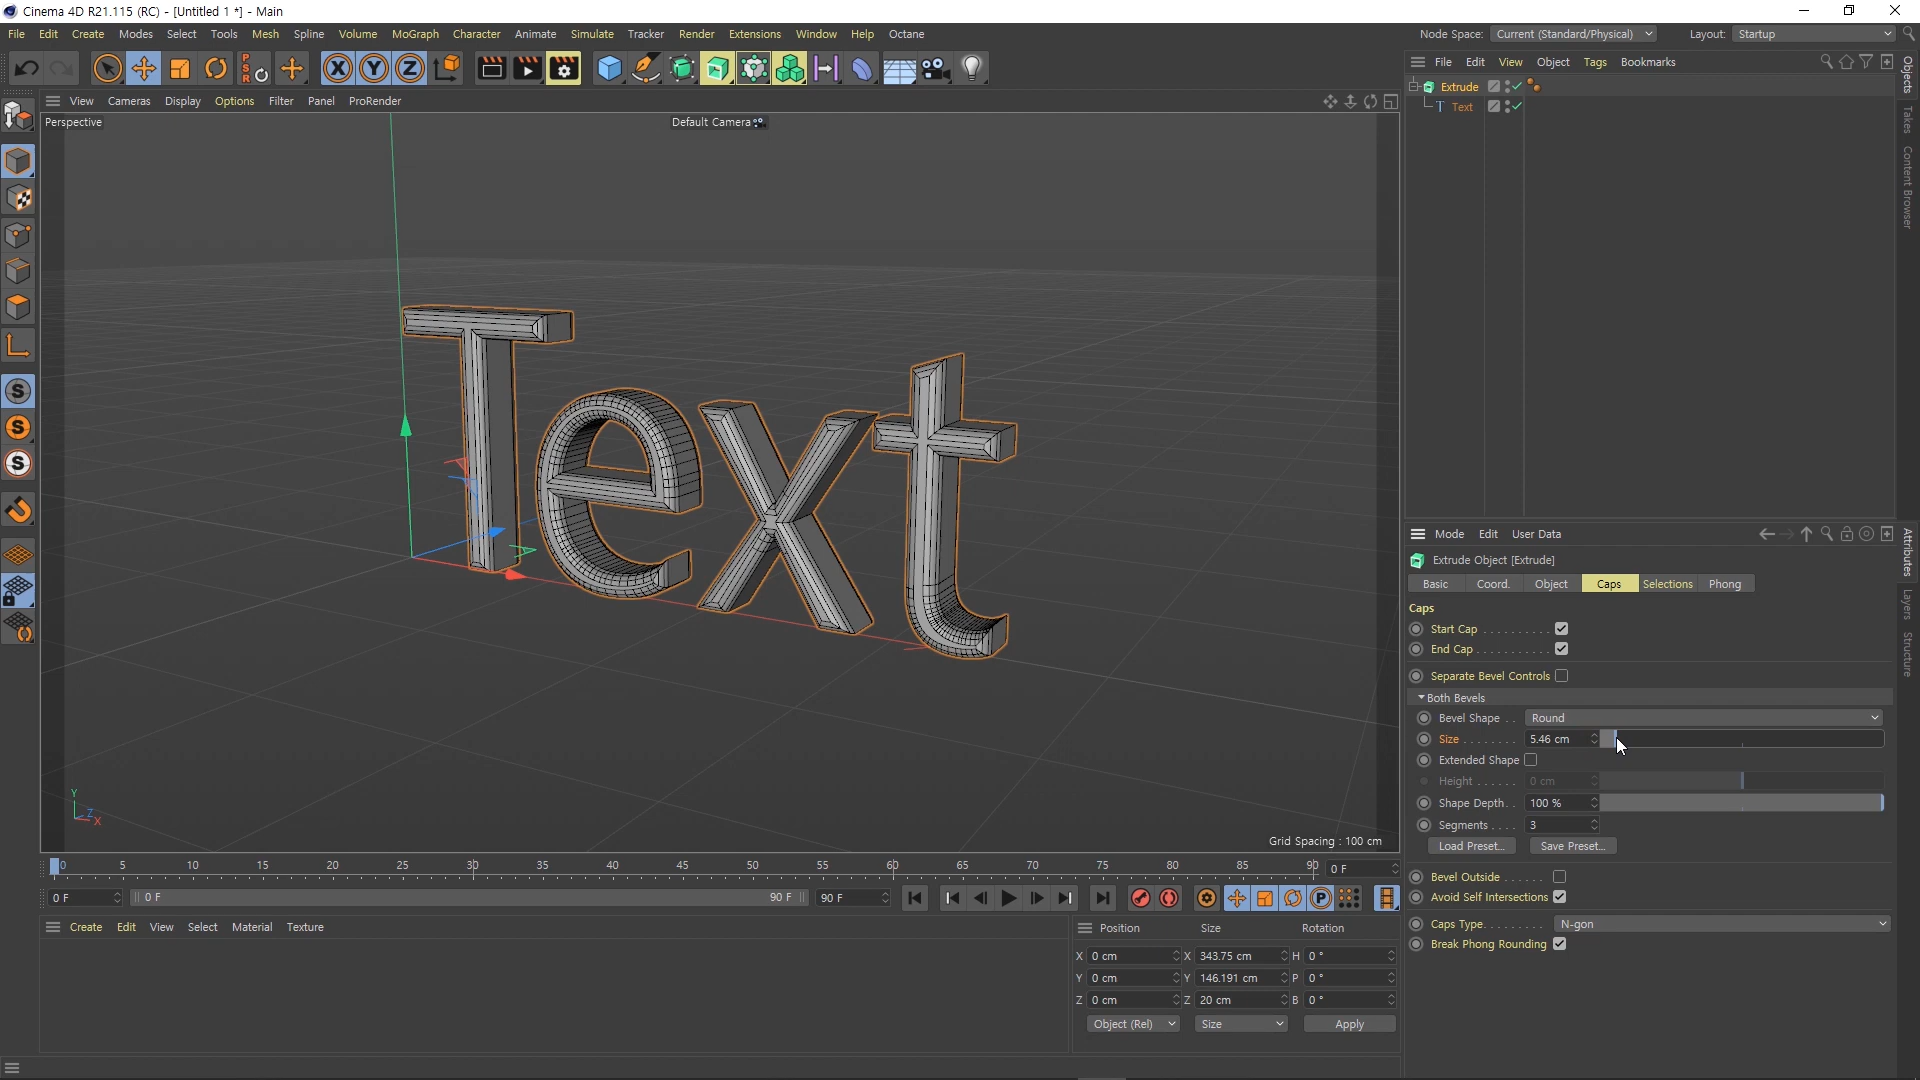 Cinema 4D R21.115 (RC) - [Untitled 1 *] - Main
File Edit Create Modes Select Tools Mesh Spline Volume MoGraph Character Animate Simulate Tracker Render Extensions Window Help Octane Node Space: Current (Standard/Physical) Layout: Startup
PSR X Y Z
View Cameras Display Options Filter Panel ProRender
File Edit View Object Tags Bookmarks
Perspective
Default Camera
Extrude
T Text
Objects
Takes
Content Browser
Text
S
S
S
Y
Z
X
Grid Spacing : 100 cm
Mode Edit User Data
Extrude Object [Extrude]
Basic Coord. Object Caps Selections Phong
Caps
Start Cap
End Cap
Separate Bevel Controls
Both Bevels
Bevel Shape Round
Size 5.46 cm
Extended Shape
Height 0 cm
Shape Depth 100 %
Segments 3
Load Preset... Save Preset...
Bevel Outside
Avoid Self Intersections
Caps Type N-gon
Break Phong Rounding
Attributes
Layers
Structure
0 5 10 15 20 25 30 35 40 45 50 55 60 65 70 75 80 85 90 0 F
0 F 0 F 90 F 90 F P
Create Edit View Select Material Texture
Position Size Rotation
X 0 cm X 343.75 cm H 0 °
Y 0 cm Y 146.191 cm P 0 °
Z 0 cm Z 20 cm B 0 °
Object (Rel) Size Apply